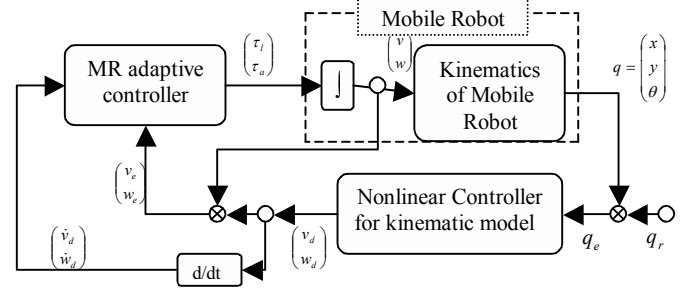 Mobile Robot
MR adaptive
controller
(τ_l
τ_a)
∫
(v
w)
Kinematics
of Mobile
Robot
q = (x
y
θ)
(v_e
w_e)
Nonlinear Controller
for kinematic model
(v_d
w_d)
q_e
q_r
(v̇_d
ẇ_d)
d/dt